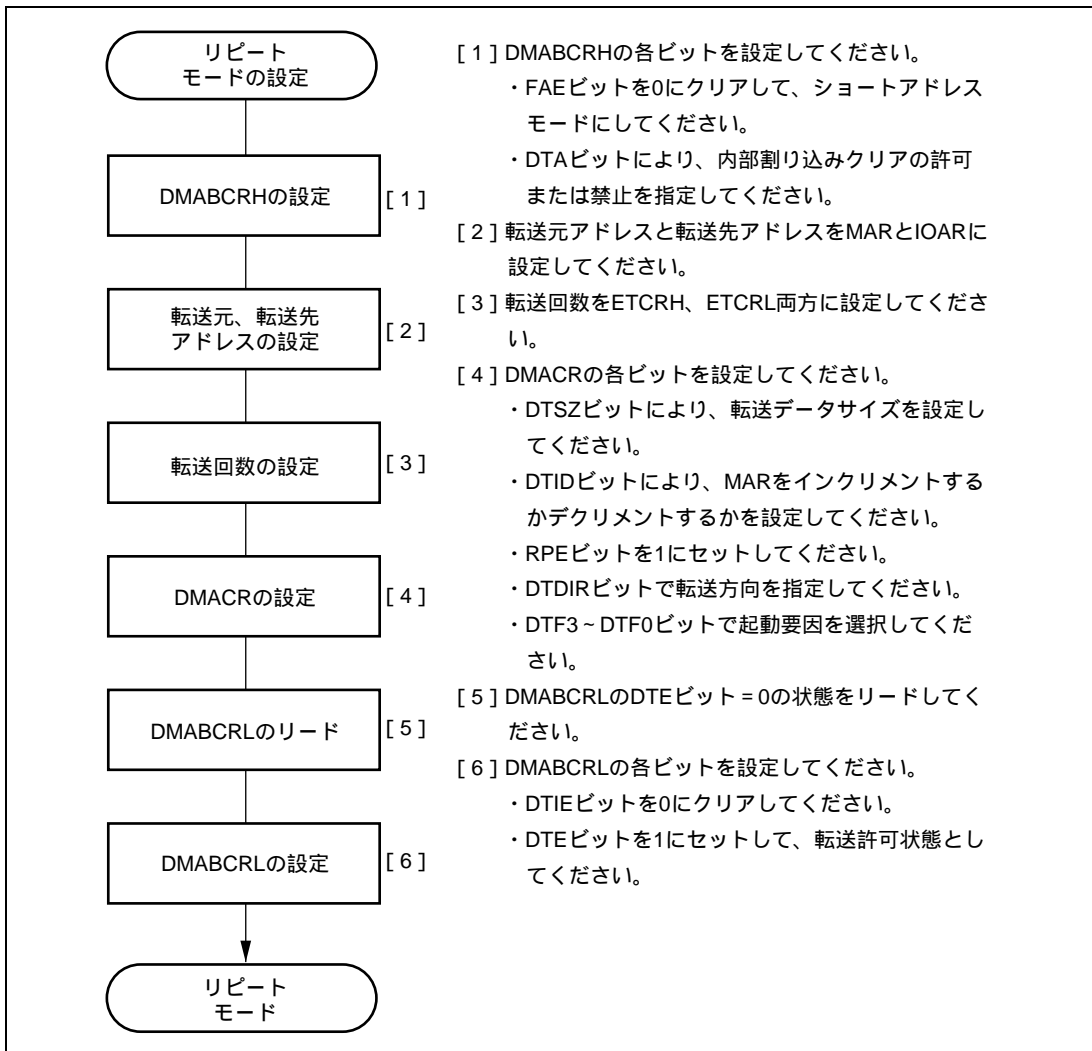 リピート
モードの設定
DMABCRHの設定
[1]
転送元、転送先
アドレスの設定
[2]
転送回数の設定
[3]
DMACRの設定
[4]
DMABCRLのリード
[5]
DMABCRLの設定
[6]
リピート
モード
[1]DMABCRHの各ビットを設定してください。
・FAEビットを0にクリアして、ショートアドレス
モードにしてください。
・DTAビットにより、内部割り込みクリアの許可
または禁止を指定してください。
[2]転送元アドレスと転送先アドレスをMARとIOARに
設定してください。
[3]転送回数をETCRH、ETCRL両方に設定してくださ
い。
[4]DMACRの各ビットを設定してください。
・DTSZビットにより、転送データサイズを設定し
てください。
・DTIDビットにより、MARをインクリメントする
かデクリメントするかを設定してください。
・RPEビットを1にセットしてください。
・DTDIRビットで転送方向を指定してください。
・DTF3~DTF0ビットで起動要因を選択してくだ
さい。
[5]DMABCRLのDTEビット=0の状態をリードしてく
ださい。
[6]DMABCRLの各ビットを設定してください。
・DTIEビットを0にクリアしてください。
・DTEビットを1にセットして、転送許可状態とし
てください。